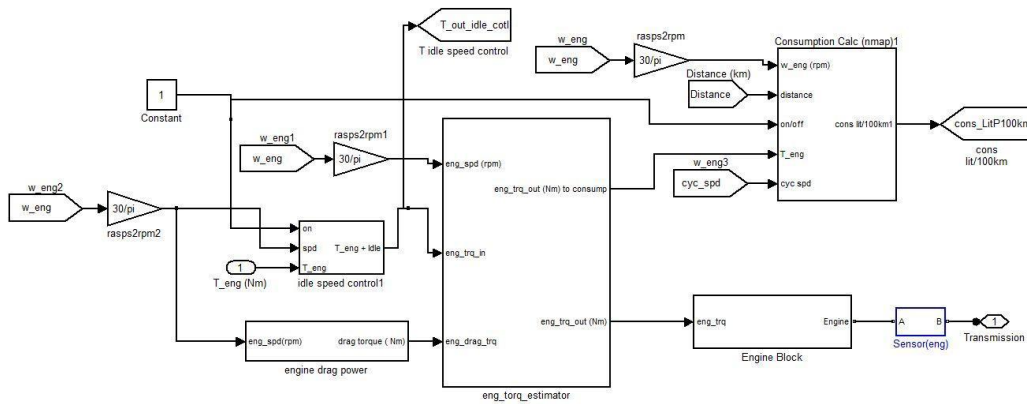 T_out_idle_cotl
T idle speed control
w_eng
w_eng
rasps2rpm
30/pi
Consumption Calc (nmap)1
w_eng (rpm)
distance
on/off
T_eng
cyc spd
cons lit/100km
Distance (km)
Distance
w_eng3
cyc_spd
cons_LitP100km
cons
lit/100km
1
Constant
w_eng1
w_eng
rasps2rpm1
30/pi
eng_spd (rpm)
eng_trq_in
eng_drag_trq
eng_trq_out (Nm) to consump
eng_trq_out (Nm)
eng_torq_estimator
w_eng2
w_eng
30/pi
rasps2rpm2
on
spd
T_eng
T_eng + Idle
idle speed control1
1
T_eng (Nm)
eng_spd(rpm)
drag torque ( Nm)
engine drag power
eng_trq
Engine
Engine Block
A
B
Sensor(eng)
1
Transmission